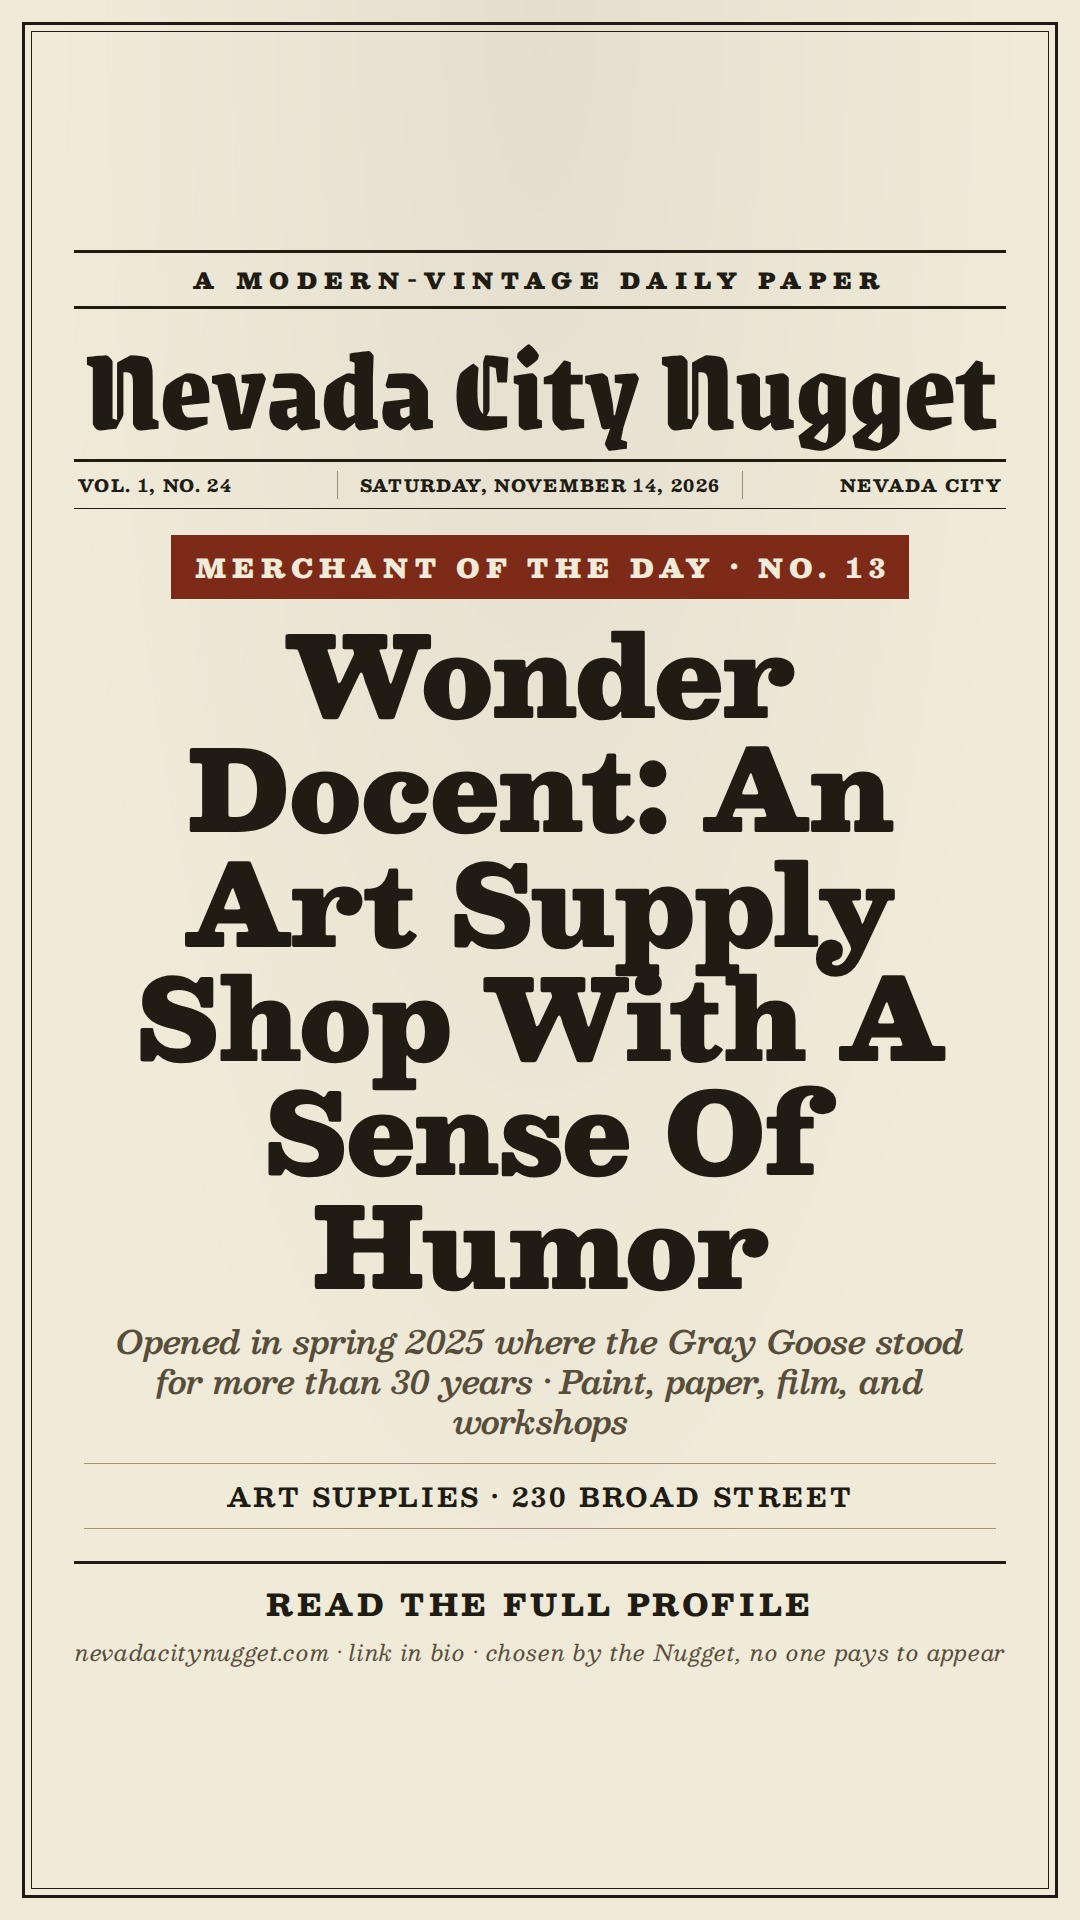 A MODERN-VINTAGE DAILY PAPER
Nevada City Nugget
VOL. 1, NO. 24
SATURDAY, NOVEMBER 14, 2026
NEVADA CITY
MERCHANT OF THE DAY · NO. 13
Wonder
Docent: An
Art Supply
Shop With A
Sense Of
Humor
Opened in spring 2025 where the Gray Goose stood
for more than 30 years · Paint, paper, film, and
workshops
ART SUPPLIES · 230 BROAD STREET
READ THE FULL PROFILE
nevadacitynugget.com · link in bio · chosen by the Nugget, no one pays to appear